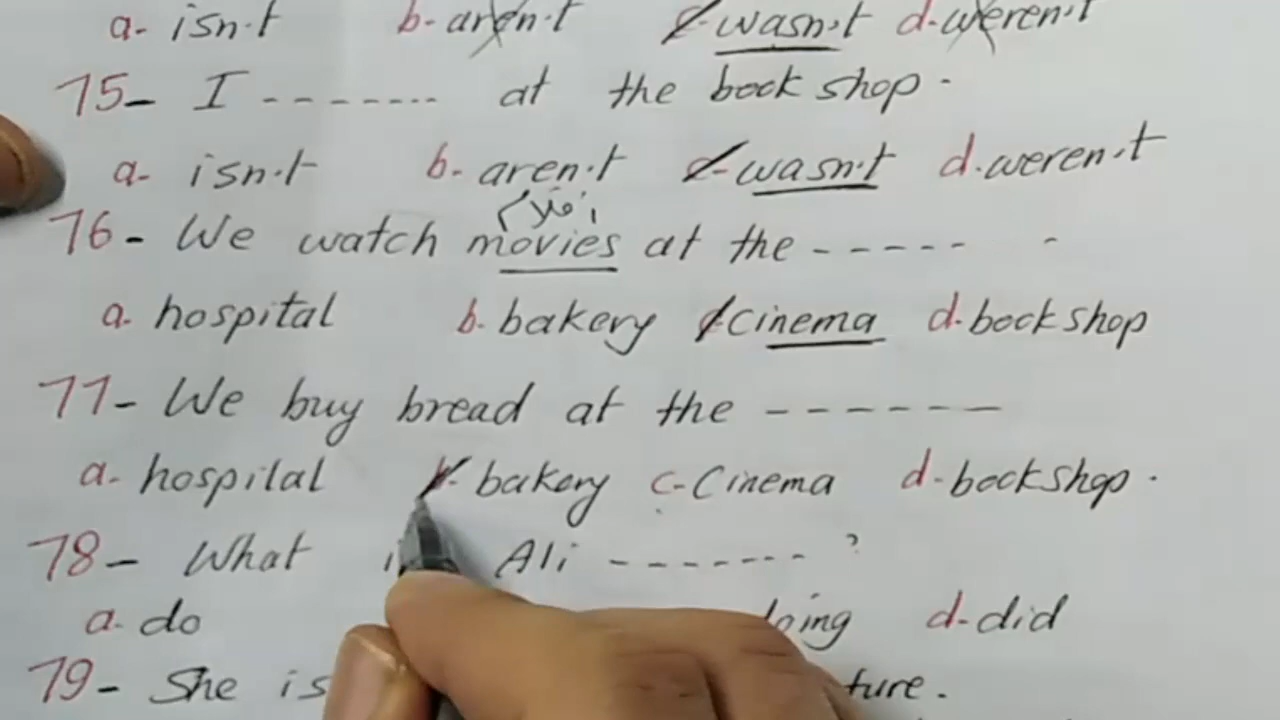 a- isn't b- aren't c- wasn't d- weren't
75- I ------- at the book shop.
a- isn't b- aren't c- wasn't d. weren't
أفلام
76- We watch movies at the ----- -
a. hospital b. bakery c. Cinema d. bookshop
77- We buy bread at the ------
a- hospilal b- bakery c- Cinema d- bookshop.
78- What Ali ------- ?
a. do d- did
79- She is